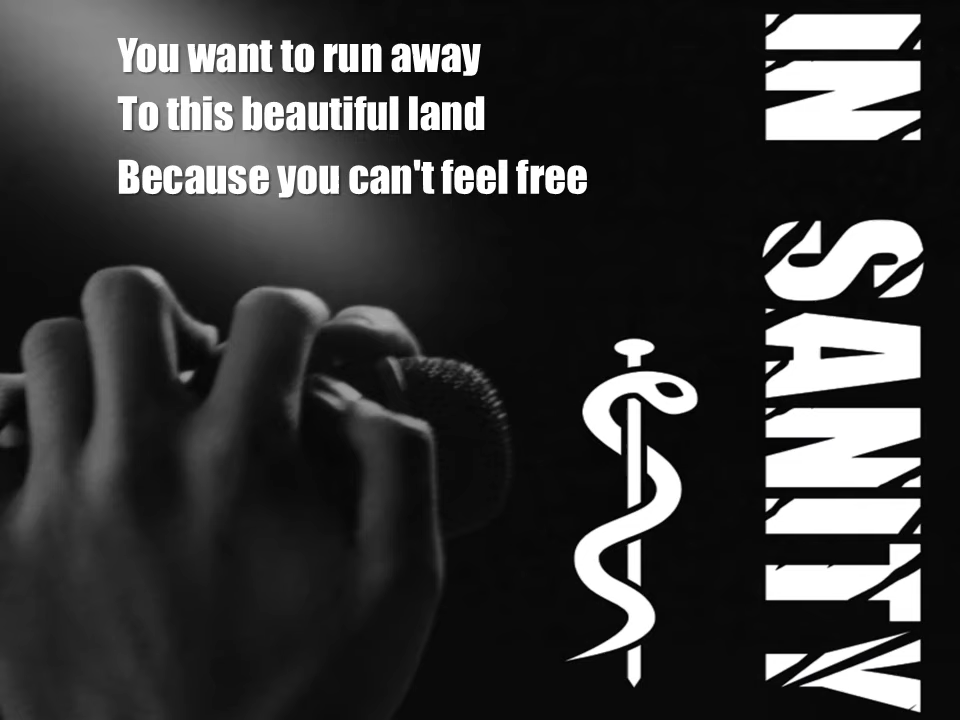 You want to run away
To this beautiful land
Because you can't feel free
IN SANITY